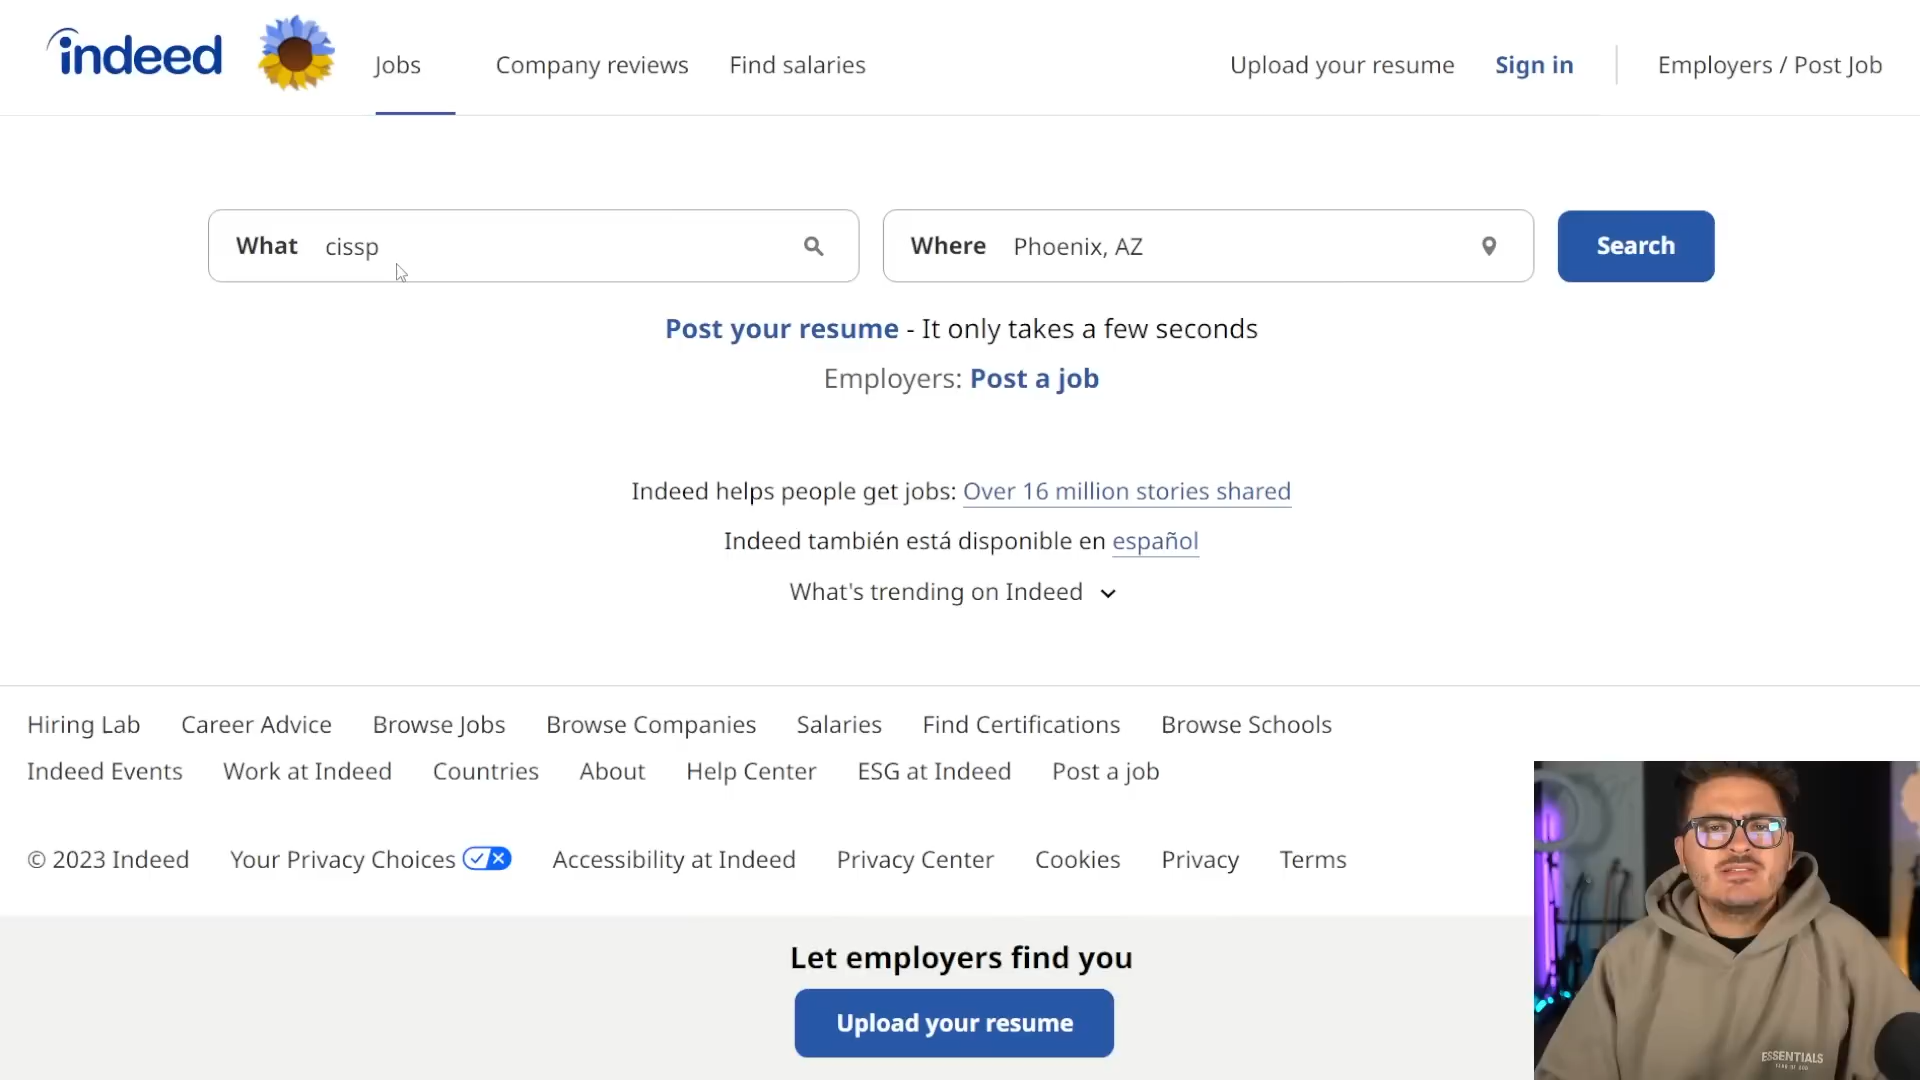 indeed
Jobs
Company reviews
Find salaries
Upload your resume
Sign in
Employers / Post Job
What cissp
Where Phoenix, AZ
Search
Post your resume - It only takes a few seconds
Employers: Post a job
Indeed helps people get jobs: Over 16 million stories shared
Indeed también está disponible en español
What's trending on Indeed
Hiring Lab Career Advice Browse Jobs Browse Companies Salaries Find Certifications Browse Schools
Indeed Events Work at Indeed Countries About Help Center ESG at Indeed Post a job
© 2023 Indeed Your Privacy Choices Accessibility at Indeed Privacy Center Cookies Privacy Terms
Let employers find you
Upload your resume
ESSENTIALS